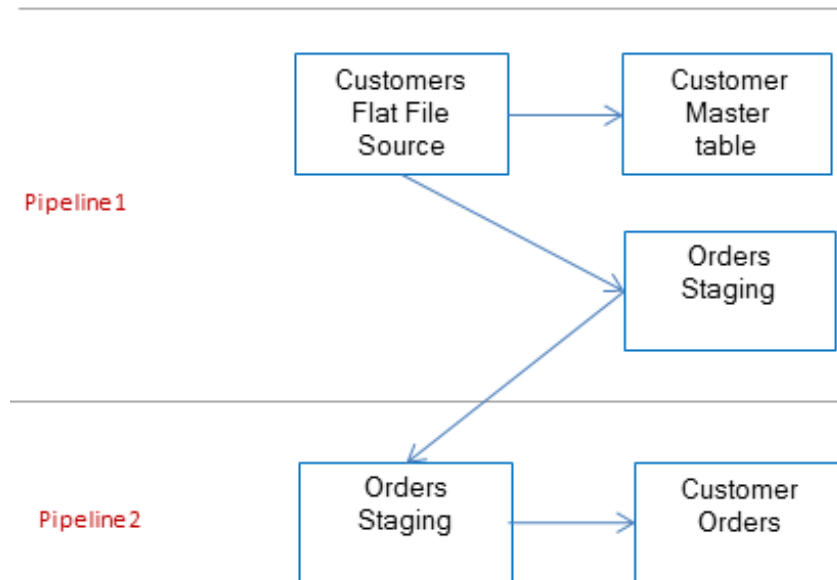 Customers
Flat File
Source
Customer
Master
table
Pipeline1
Orders
Staging
Orders
Staging
Customer
Orders
Pipeline2